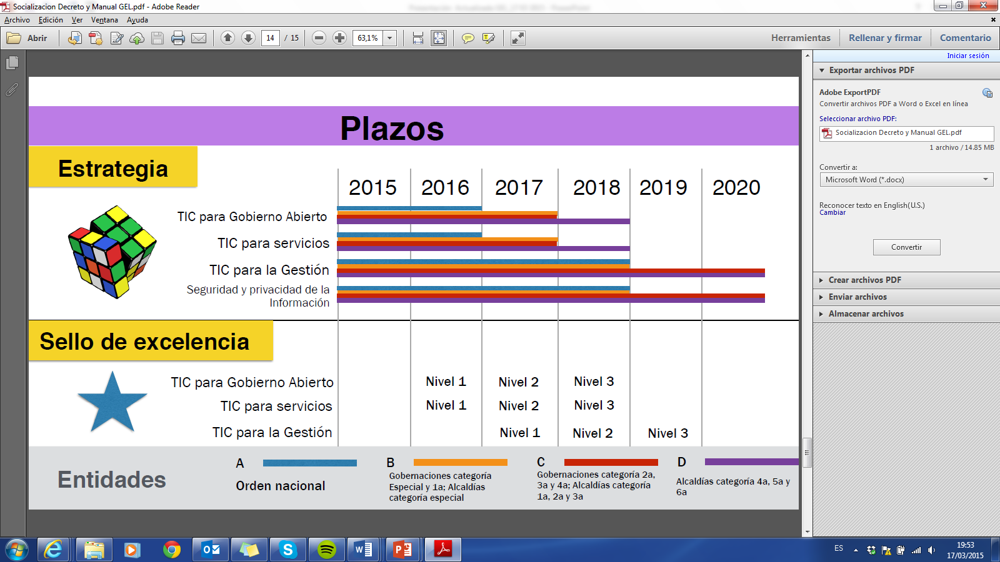 Socializacion Decreto y Manual GEL.pdf - Adobe Reader
Archivo Edición Ver Ventana Ayuda
Abrir 14 / 15 63,1% Herramientas Rellenar y firmar Comentario
Iniciar sesión
Exportar archivos PDF
Adobe ExportPDF
Convertir archivos PDF a Word o Excel en línea
Seleccionar archivo PDF:
Socializacion Decreto y Manual GEL.pdf
1 archivo / 14.85 MB
Convertir a:
Microsoft Word (*.docx)
Reconocer texto en English(U.S.)
Cambiar
Convertir
Crear archivos PDF
Enviar archivos
Almacenar archivos
Plazos
Estrategia
2015 2016 2017 2018 2019 2020
TIC para Gobierno Abierto
TIC para servicios
TIC para la Gestión
Seguridad y privacidad de la
Información
Sello de excelencia
TIC para Gobierno Abierto Nivel 1 Nivel 2 Nivel 3
TIC para servicios Nivel 1 Nivel 2 Nivel 3
TIC para la Gestión Nivel 1 Nivel 2 Nivel 3
Entidades
A
Orden nacional
B
Gobernaciones categoría
Especial y 1a; Alcaldías
categoría especial
C
Gobernaciones categoría 2a,
3a y 4a; Alcaldías categoría
1a, 2a y 3a
D
Alcaldías categoría 4a, 5a y
6a
ES
19:53
17/03/2015